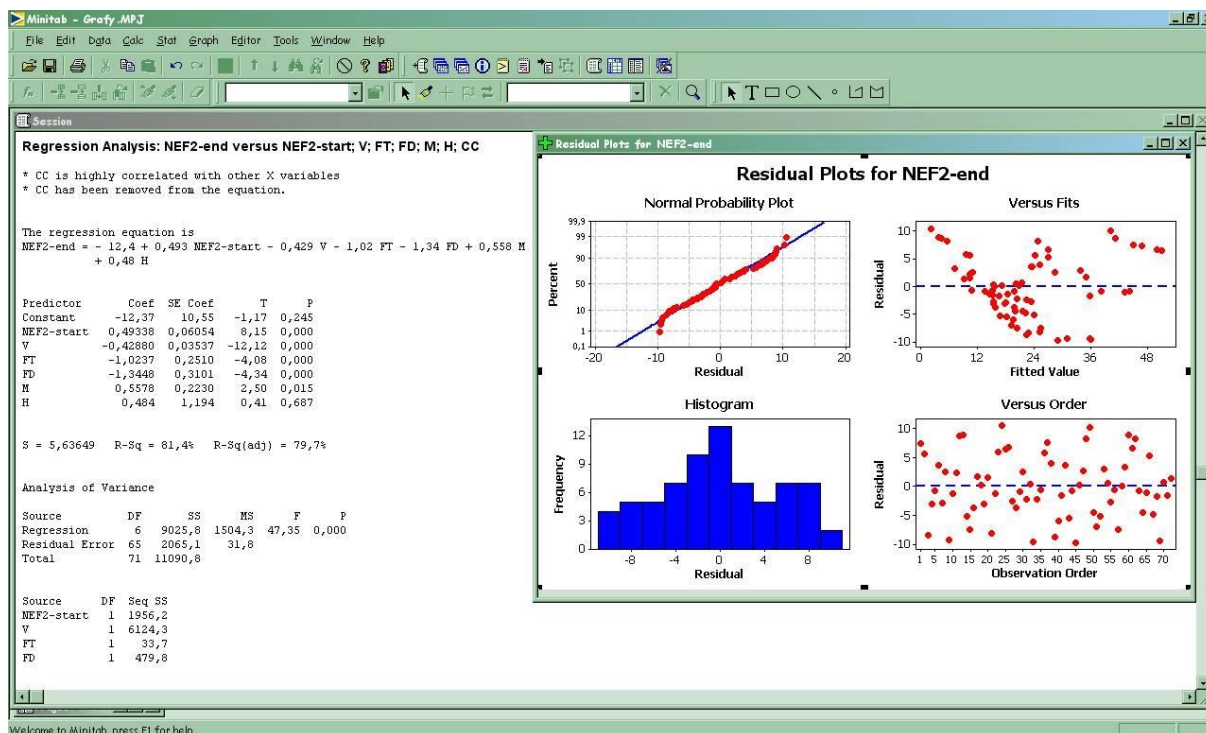 Minitab - Grafy.MPJ
File Edit Data Calc Stat Graph Editor Tools Window Help
Session
Regression Analysis: NEF2-end versus NEF2-start; V; FT; FD; M; H; CC
* CC is highly correlated with other X variables
* CC has been removed from the equation.
The regression equation is
NEF2-end = - 12,4 + 0,493 NEF2-start - 0,429 V - 1,02 FT - 1,34 FD + 0,558 M
+ 0,48 H
Predictor Coef SE Coef T P
Constant -12,37 10,55 -1,17 0,245
NEF2-start 0,49338 0,06054 8,15 0,000
V -0,42880 0,03537 -12,12 0,000
FT -1,0237 0,2510 -4,08 0,000
FD -1,3448 0,3101 -4,34 0,000
M 0,5578 0,2230 2,50 0,015
H 0,484 1,194 0,41 0,687
S = 5,63649 R-Sq = 81,4% R-Sq(adj) = 79,7%
Analysis of Variance
Source DF SS MS F P
Regression 6 9025,8 1504,3 47,35 0,000
Residual Error 65 2065,1 31,8
Total 71 11090,8
Source DF Seq SS
NEF2-start 1 1956,2
V 1 6124,3
FT 1 33,7
FD 1 479,8
Residual Plots for NEF2-end
Residual Plots for NEF2-end
Normal Probability Plot
99,9
99
90
50
10
1
0,1
Percent
-20 -10 0 10 20
Residual
Versus Fits
10
5
0
-5
-10
Residual
0 12 24 36 48
Fitted Value
Histogram
12
9
6
3
0
Frequency
-8 -4 0 4 8
Residual
Versus Order
10
5
0
-5
-10
Residual
1 5 10 15 20 25 30 35 40 45 50 55 60 65 70
Observation Order
Welcome to Minitab, press F1 for help.